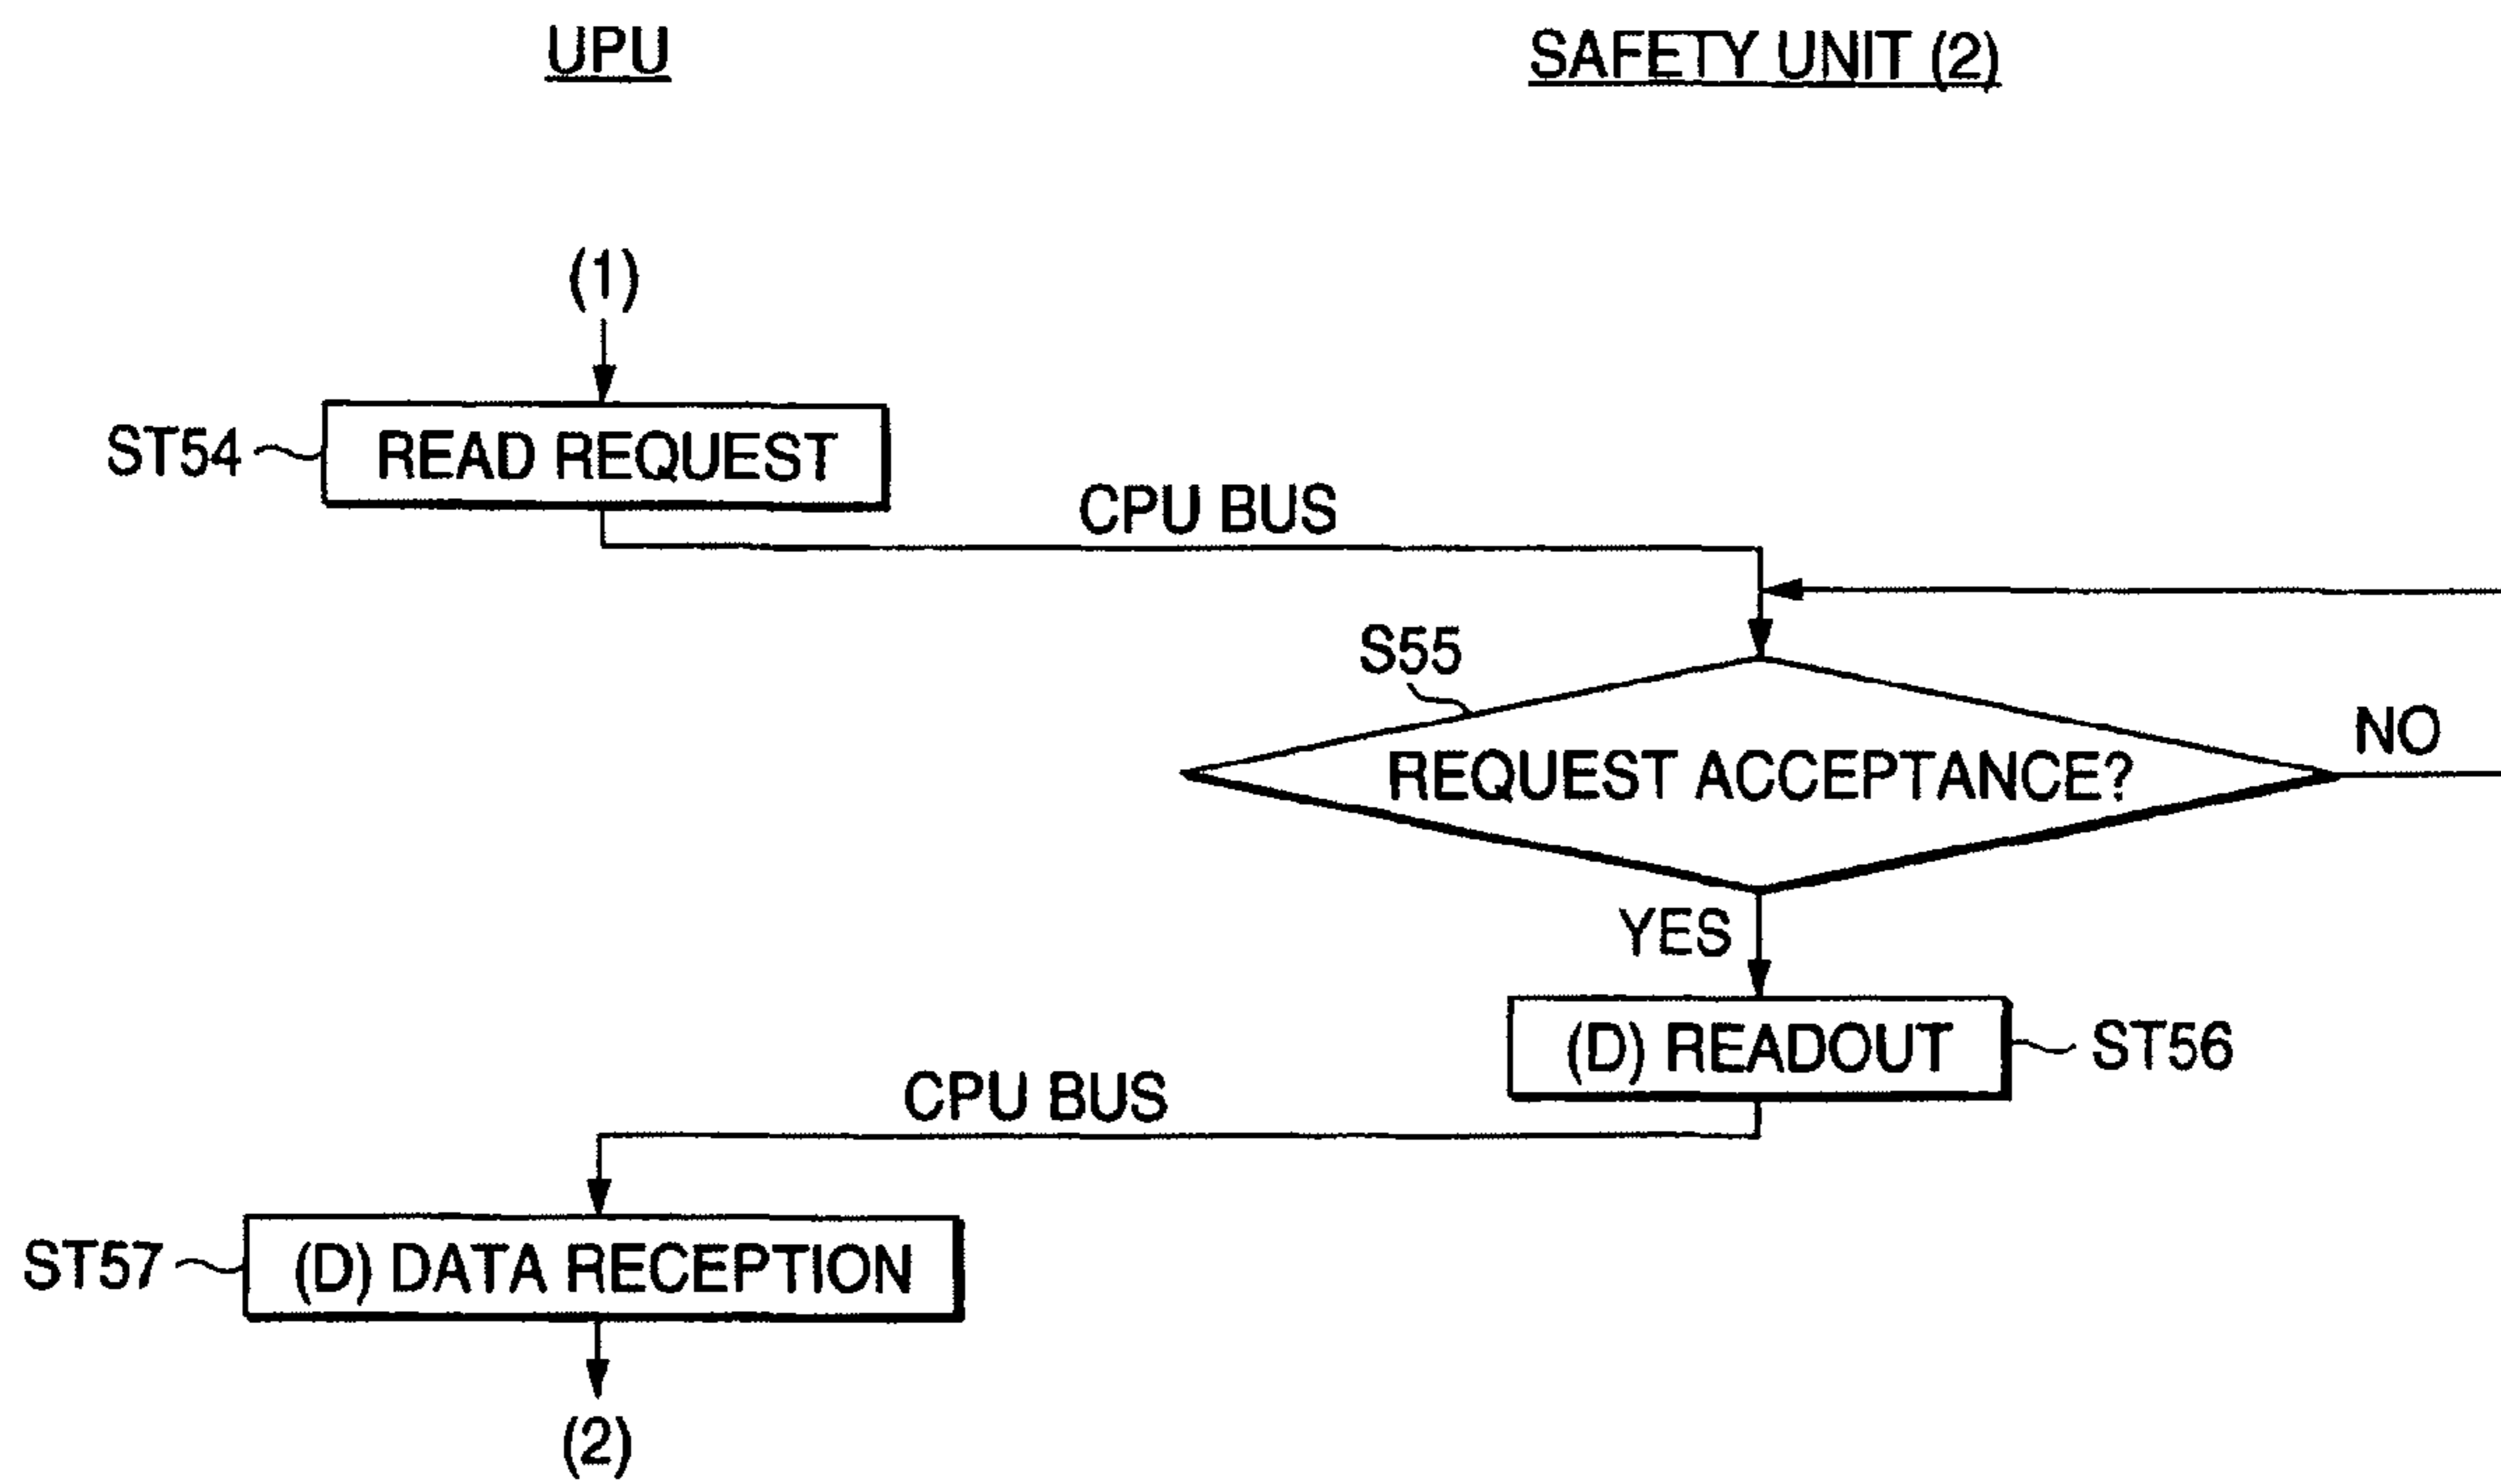 UPU
SAFETY UNIT (2)
(1)
ST54
READ REQUEST
CPU BUS
S55
REQUEST ACCEPTANCE?
NO
YES
(D) READOUT
ST56
CPU BUS
ST57
(D) DATA RECEPTION
(2)